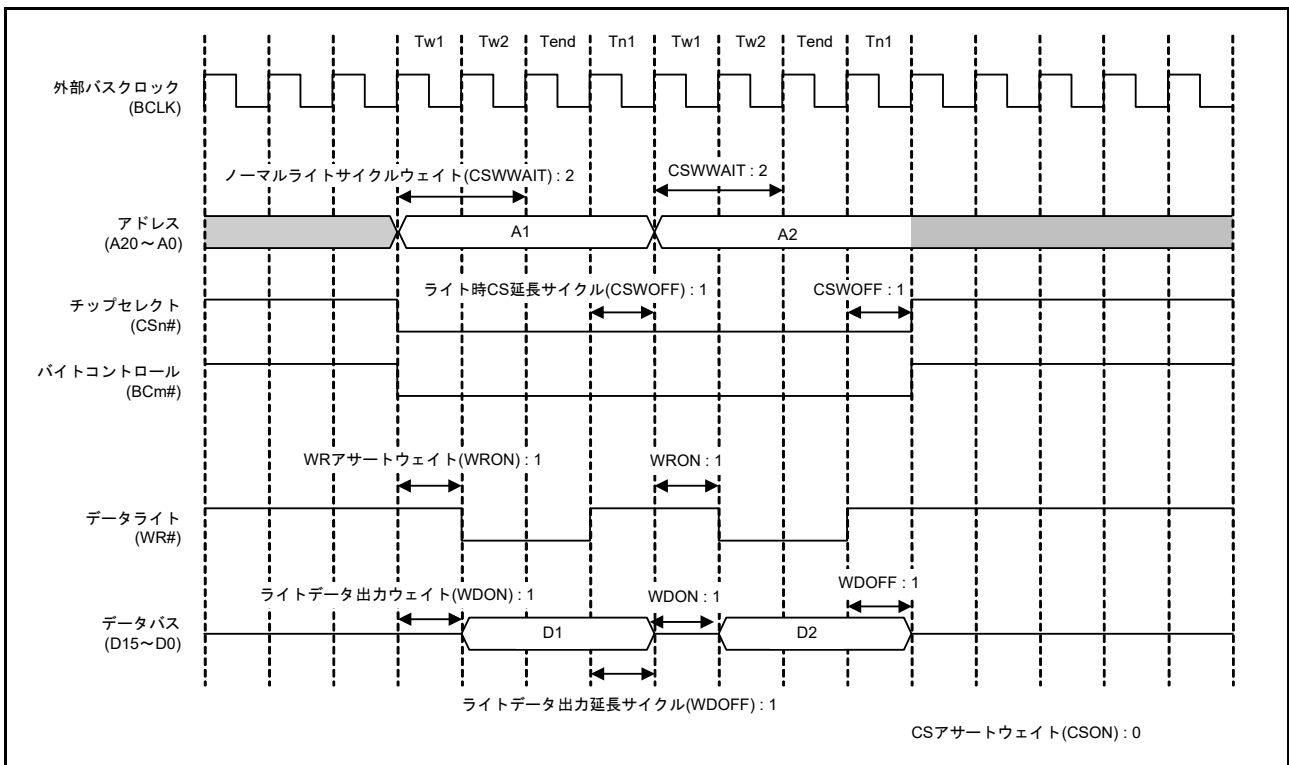 Tw1 Tw2 Tend Tn1 Tw1 Tw2 Tend Tn1
外部バスクロック
(BCLK)
ノーマルライトサイクルウェイト(CSWWAIT) : 2
CSWWAIT : 2
アドレス
(A20～A0)
A1
A2
ライト時CS延長サイクル(CSWOFF) : 1
CSWOFF : 1
チップセレクト
(CSn#)
バイトコントロール
(BCm#)
WRアサートウェイト(WRON) : 1
WRON : 1
データライト
(WR#)
ライトデータ出力ウェイト(WDON) : 1
WDON : 1
WDOFF : 1
データバス
(D15～D0)
D1
D2
ライトデータ出力延長サイクル(WDOFF) : 1
CSアサートウェイト(CSON) : 0